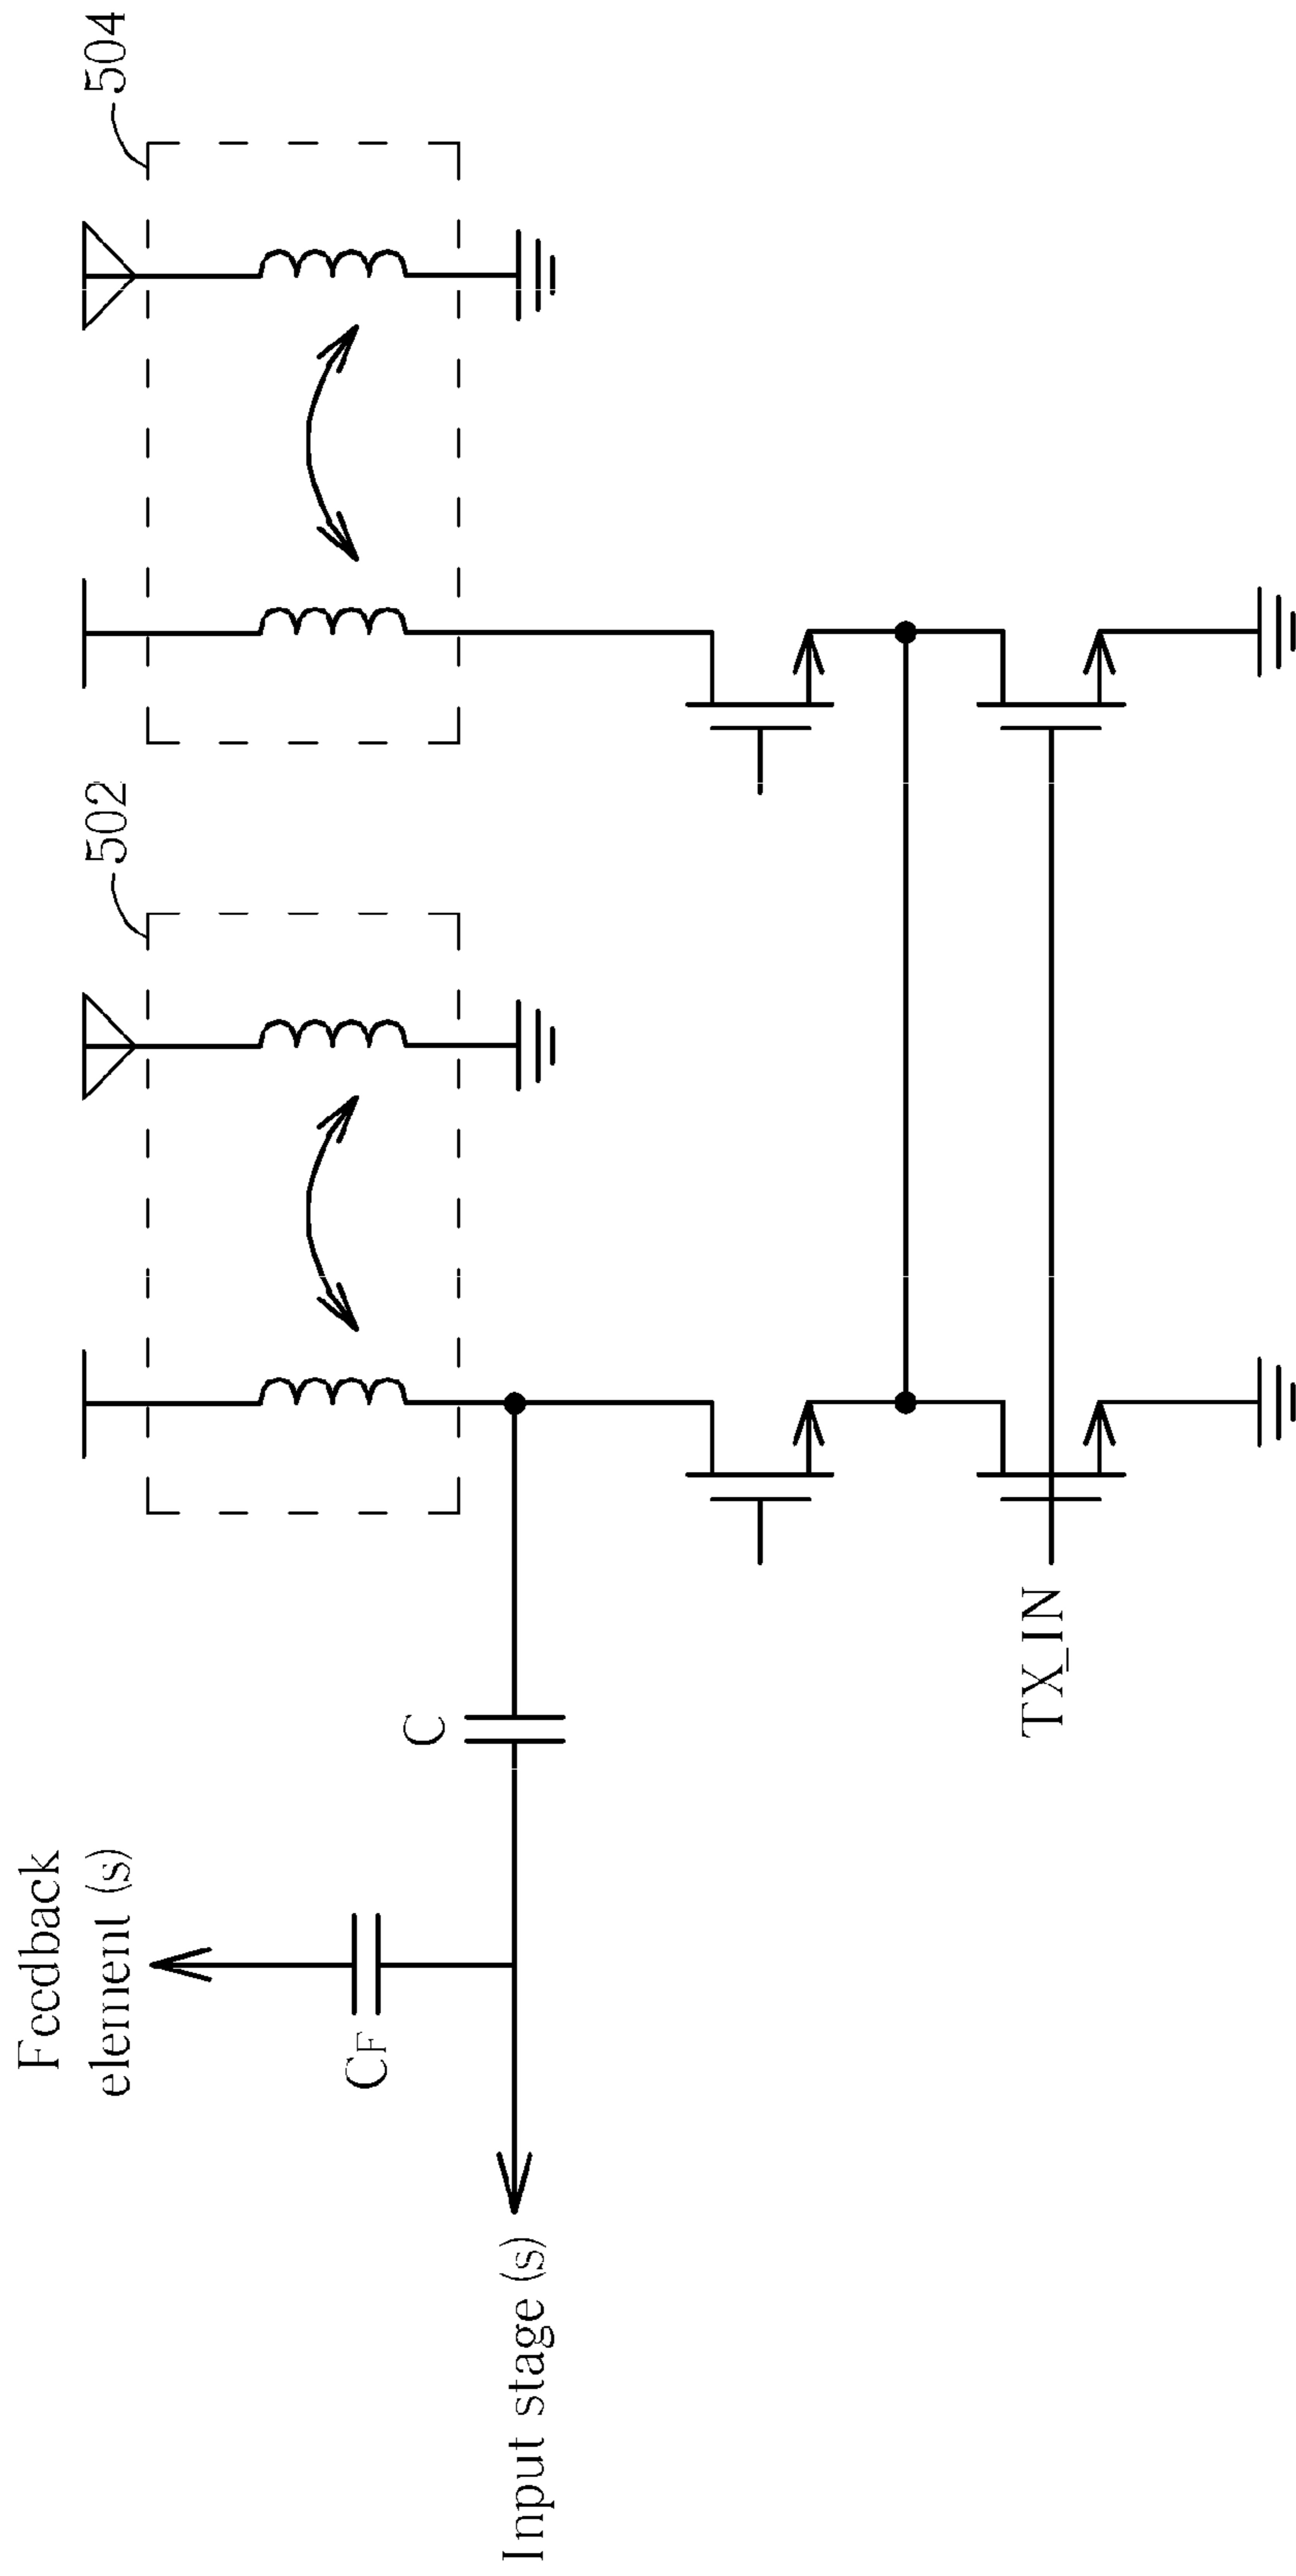 Feedback
element (s)
CF
C
Input stage (s)
502
504
TX_IN